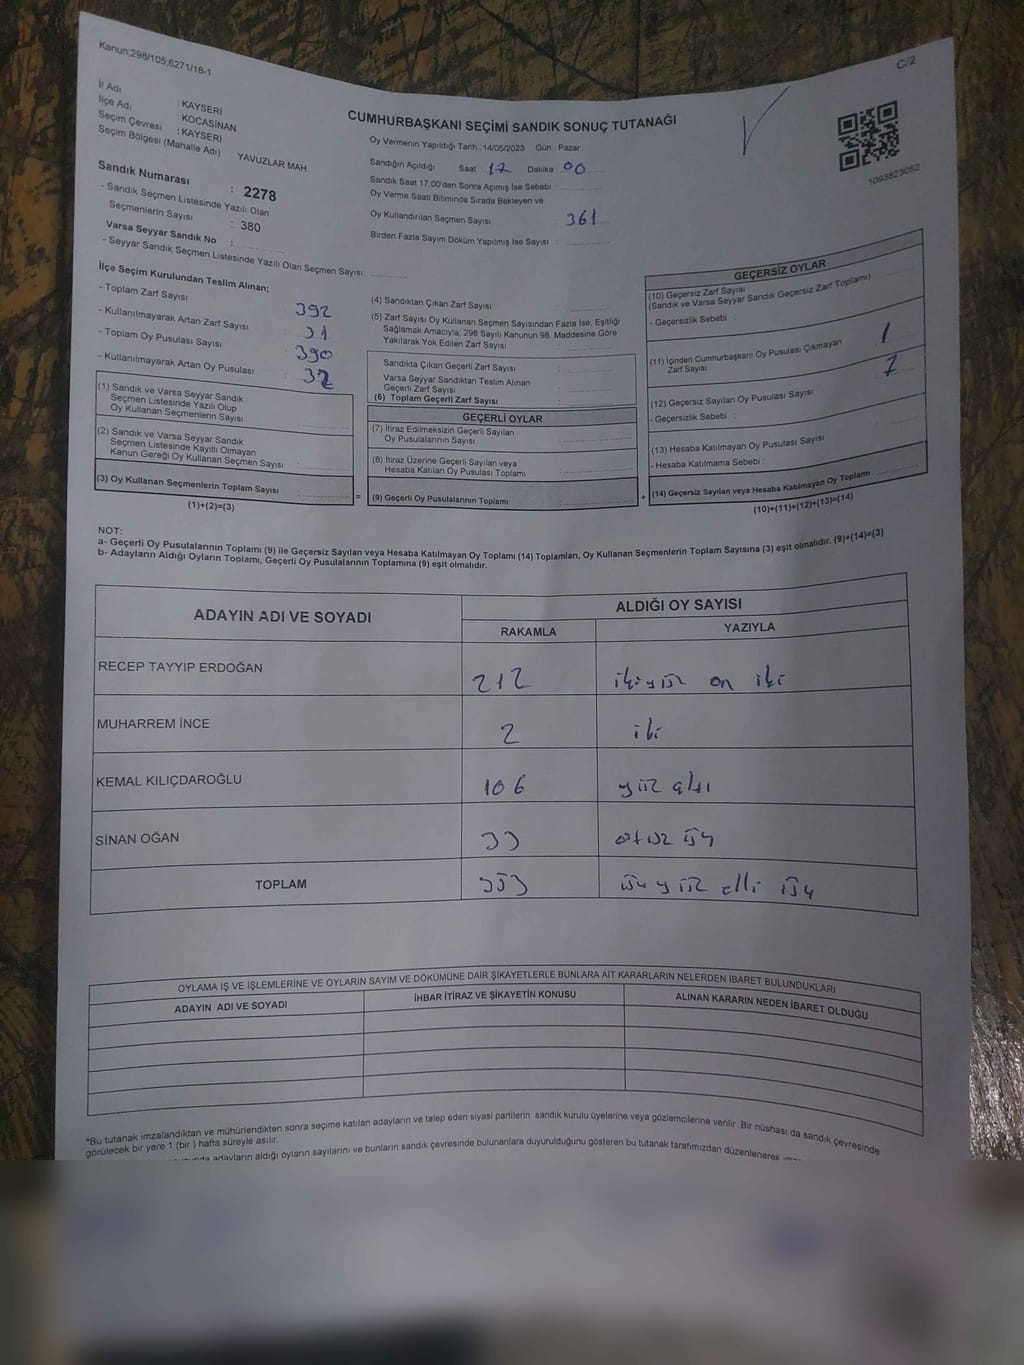 Kanun;298/105;6271/18-1
C/2
İl Adı : KAYSERİ
İlçe Adı : KOCASİNAN
Seçim Çevresi : KAYSERİ
Seçim Bölgesi (Mahalle Adı) YAVUZLAR MAH.
Sandık Numarası : 2278
- Sandık Seçmen Listesinde Yazılı Olan
Seçmenlerin Sayısı : 380
Varsa Seyyar Sandık No :
- Seyyar Sandık Seçmen Listesinde Yazılı Olan Seçmen Sayısı:
CUMHURBAŞKANI SEÇİMİ SANDIK SONUÇ TUTANAĞI
Oy Vermenin Yapıldığı Tarih :14/05/2023 Gün : Pazar
Sandığın Açıldığı Saat 17 Dakika 00
Sandık Saat 17:00'den Sonra Açımış İse Sebebi :
Oy Verme Saati Bitiminde Sırada Bekleyen ve
Oy Kullandırılan Seçmen Sayısı : 361
Birden Fazla Sayım Döküm Yapılmış İse Sayısı :
1093823052
İlçe Seçim Kurulundan Teslim Alınan;
- Toplam Zarf Sayısı : 392
- Kullanılmayarak Artan Zarf Sayısı : 31
- Toplam Oy Pusulası Sayısı : 390
- Kullanılmayarak Artan Oy Pusulası : 32
(1) Sandık ve Varsa Seyyar Sandık
Seçmen Listesinde Yazılı Olup
Oy Kullanan Seçmenlerin Sayısı :
(2) Sandık ve Varsa Seyyar Sandık
Seçmen Listesinde Kayıtlı Olmayan
Kanun Gereği Oy Kullanan Seçmen Sayısı :
(3) Oy Kullanan Seçmenlerin Toplam Sayısı :
(1)+(2)=(3)
(4) Sandıktan Çıkan Zarf Sayısı :
(5) Zarf Sayısı Oy Kullanan Seçmen Sayısından Fazla İse, Eşitliği
Sağlamak Amacıyla; 298 Sayılı Kanunun 98. Maddesine Göre
Yakılarak Yok Edilen Zarf Sayısı :
Sandıkta Çıkan Geçerli Zarf Sayısı :
Varsa Seyyar Sandıktan Teslim Alınan
Geçerli Zarf Sayısı :
(6) Toplam Geçerli Zarf Sayısı :
GEÇERLİ OYLAR
(7) İtiraz Edilmeksizin Geçerli Sayılan
Oy Pusulalarının Sayısı :
(8) İtiraz Üzerine Geçerli Sayılan veya
Hesaba Katılan Oy Pusulası Toplamı :
= (9) Geçerli Oy Pusulalarının Toplamı : +
GEÇERSİZ OYLAR
(10) Geçersiz Zarf Sayısı
(Sandık ve Varsa Seyyar Sandık Geçersiz Zarf Toplamı)
- Geçersizlik Sebebi :
(11) İçinden Cumhurbaşkanı Oy Pusulası Çıkmayan
Zarf Sayısı 1
(12) Geçersiz Sayılan Oy Pusulası Sayısı 7
- Geçersizlik Sebebi :
(13) Hesaba Katılmayan Oy Pusulası Sayısı
- Hesaba Katılmama Sebebi :
(14) Geçersiz Sayılan veya Hesaba Katılmayan Oy Toplamı
(10)+(11)+(12)+(13)=(14)
NOT:
a- Geçerli Oy Pusulalarının Toplamı (9) ile Geçersiz Sayılan veya Hesaba Katılmayan Oy Toplamı (14) Toplamları, Oy Kullanan Seçmenlerin Toplam Sayısına (3) eşit olmalıdır. (9)+(14)=(3)
b- Adayların Aldığı Oyların Toplamı, Geçerli Oy Pusulalarının Toplamına (9) eşit olmalıdır.
ADAYIN ADI VE SOYADI ALDIĞI OY SAYISI
RAKAMLA YAZIYLA
RECEP TAYYIP ERDOĞAN 212 ikiyüz on iki
MUHARREM İNCE 2 iki
KEMAL KILIÇDAROĞLU 106 yüz altı
SİNAN OĞAN 33 otuz üç
TOPLAM 353 üç yüz elli üç
OYLAMA İŞ VE İŞLEMLERİNE VE OYLARIN SAYIM VE DÖKÜMÜNE DAİR ŞİKAYETLERLE BUNLARA AİT KARARLARIN NELERDEN İBARET BULUNDUKLARI
ADAYIN ADI VE SOYADI İHBAR İTİRAZ VE ŞİKAYETİN KONUSU ALINAN KARARIN NEDEN İBARET OLDUĞU
*Bu tutanak imzalandıktan ve mühürlendikten sonra seçime katılan adayların ve talep eden siyasi partilerin sandık kurulu üyelerine veya gözlemcilerine verilir. Bir nüshası da sandık çevresinde
görülecek bir yere 1 (bir ) hafta süreyle asılır.
adayların aldığı oyların sayılarını ve bunların sandık çevresinde bulunanlara duyurulduğunu gösteren bu tutanak tarafımızdan düzenlenerek